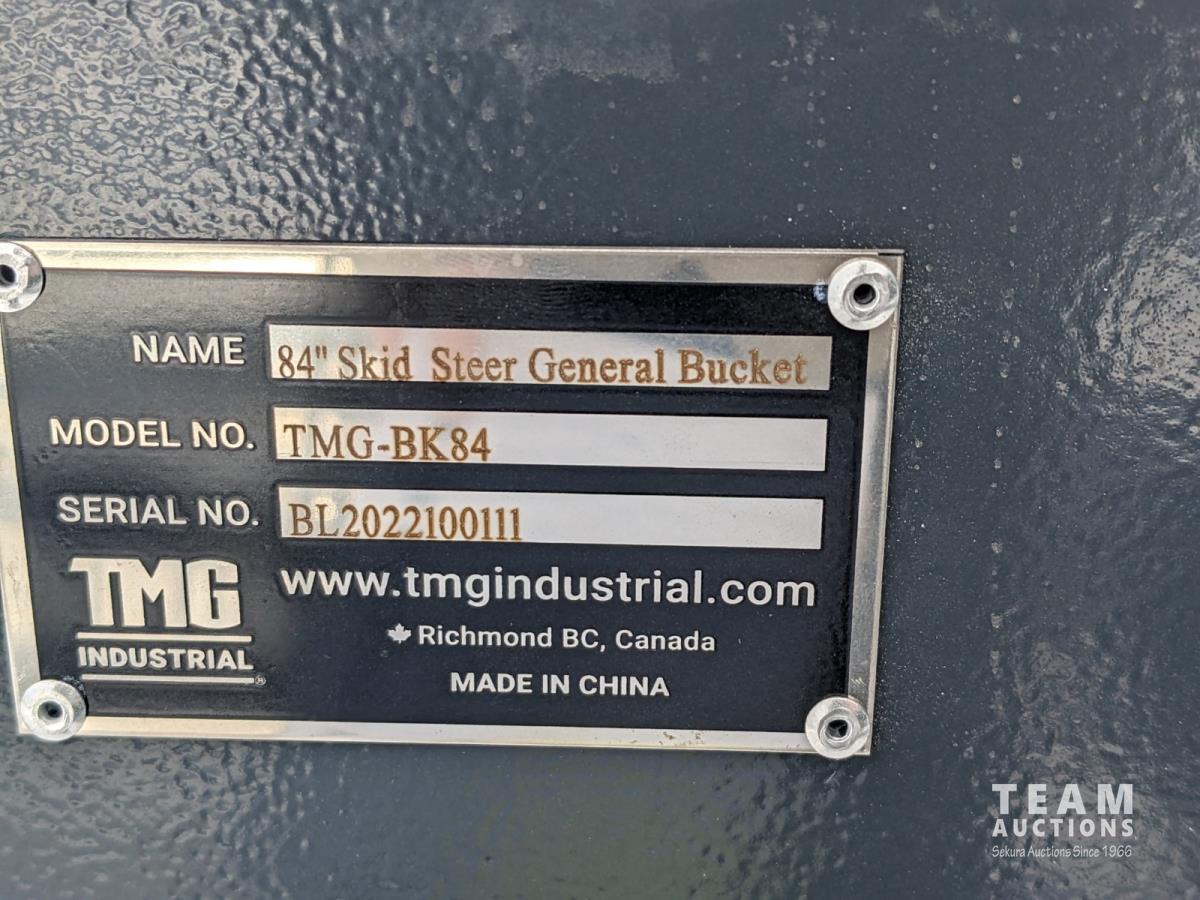 NAME 84" Skid Steer General Bucket
MODEL NO. TMG-BK84
SERIAL NO. BL2022100111
TMG
INDUSTRIAL®
www.tmgindustrial.com
Richmond BC, Canada
MADE IN CHINA
TEAM
AUCTIONS
Sekura Auctions Since 1966